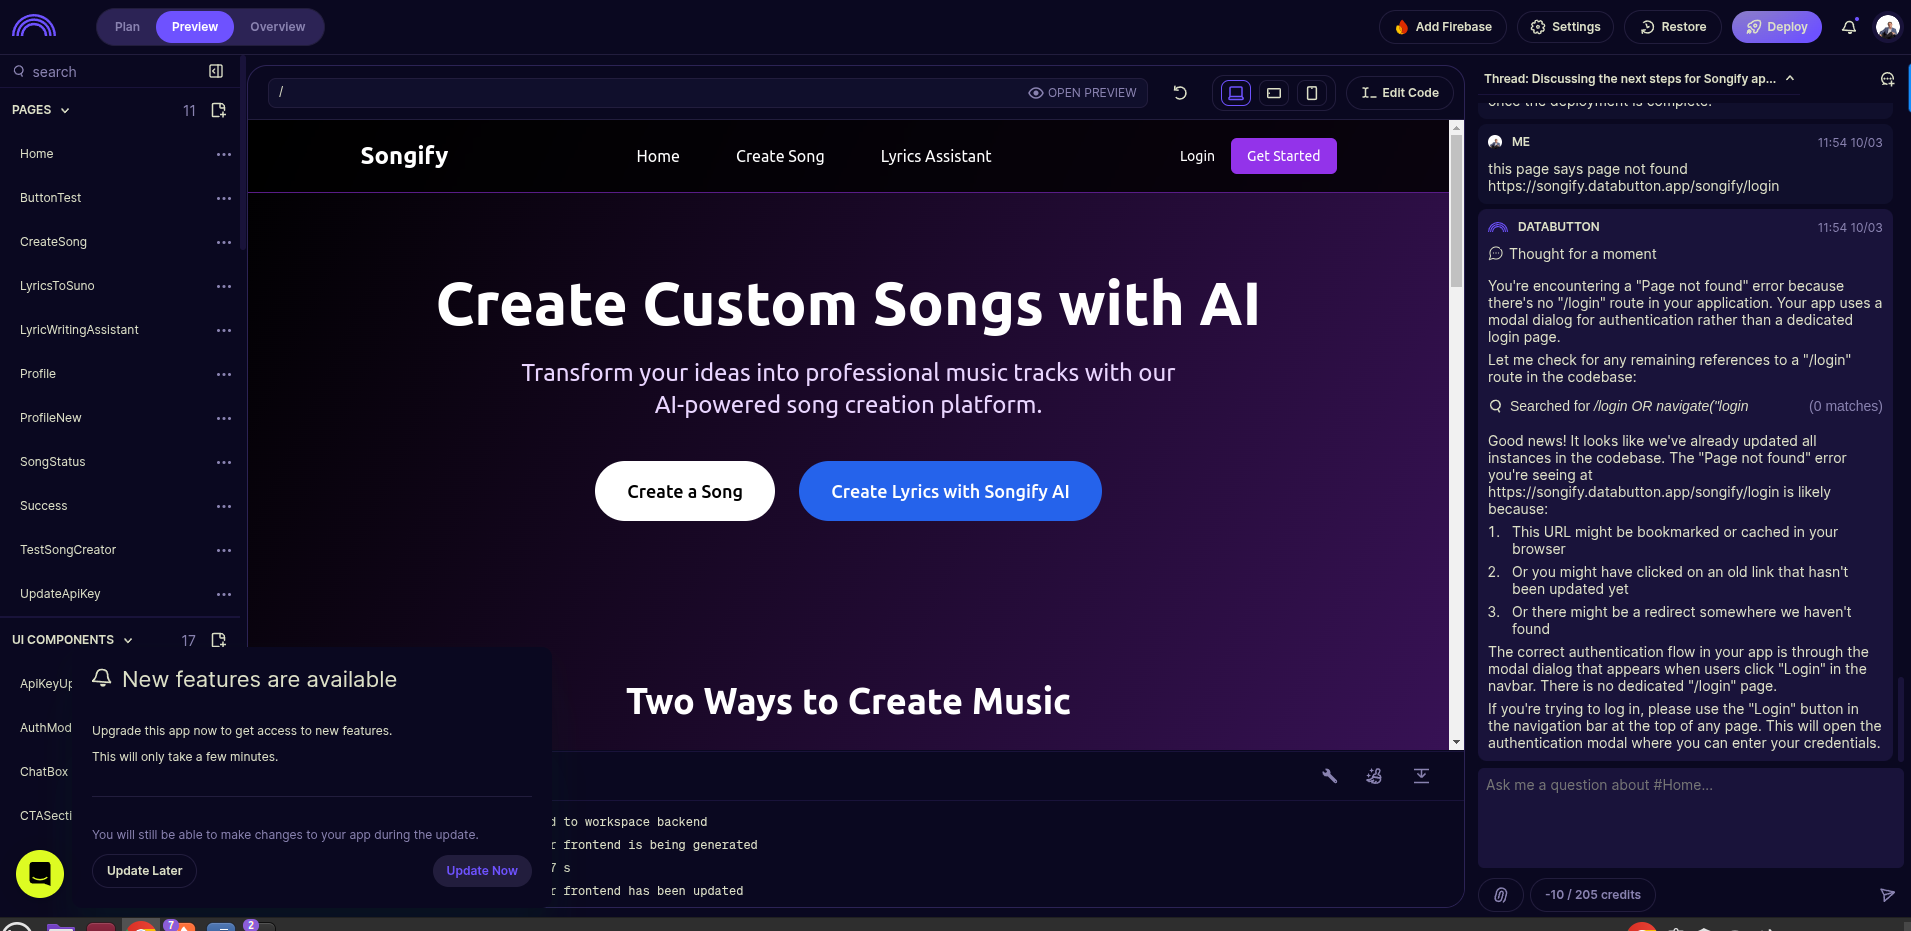 Plan
Preview
Overview
Add Firebase
Settings
Restore
Deploy
search
PAGES
11
Home
ButtonTest
CreateSong
LyricsToSuno
LyricWritingAssistant
Profile
ProfileNew
SongStatus
Success
TestSongCreator
UpdateApiKey
UI COMPONENTS
17
ApiKeyUp
AuthMod
ChatBox
CTASecti
/
OPEN PREVIEW
Edit Code
Songify
Home
Create Song
Lyrics Assistant
Login
Get Started
Create Custom Songs with AI
Transform your ideas into professional music tracks with our
AI-powered song creation platform.
Create a Song
Create Lyrics with Songify AI
Two Ways to Create Music
New features are available
Upgrade this app now to get access to new features.
This will only take a few minutes.
You will still be able to make changes to your app during the update.
Update Later
Update Now
d to workspace backend
r frontend is being generated
7 s
r frontend has been updated
Thread: Discussing the next steps for Songify ap...
once the deployment is complete.
ME
11:54 10/03
this page says page not found
https://songify.databutton.app/songify/login
DATABUTTON
11:54 10/03
Thought for a moment
You're encountering a "Page not found" error because
there's no "/login" route in your application. Your app uses a
modal dialog for authentication rather than a dedicated
login page.
Let me check for any remaining references to a "/login"
route in the codebase:
Searched for /login OR navigate("login
(0 matches)
Good news! It looks like we've already updated all
instances in the codebase. The "Page not found" error
you're seeing at
https://songify.databutton.app/songify/login is likely
because:
1. This URL might be bookmarked or cached in your
browser
2. Or you might have clicked on an old link that hasn't
been updated yet
3. Or there might be a redirect somewhere we haven't
found
The correct authentication flow in your app is through the
modal dialog that appears when users click "Login" in the
navbar. There is no dedicated "/login" page.
If you're trying to log in, please use the "Login" button in
the navigation bar at the top of any page. This will open the
authentication modal where you can enter your credentials.
Ask me a question about #Home...
-10 / 205 credits
7
2